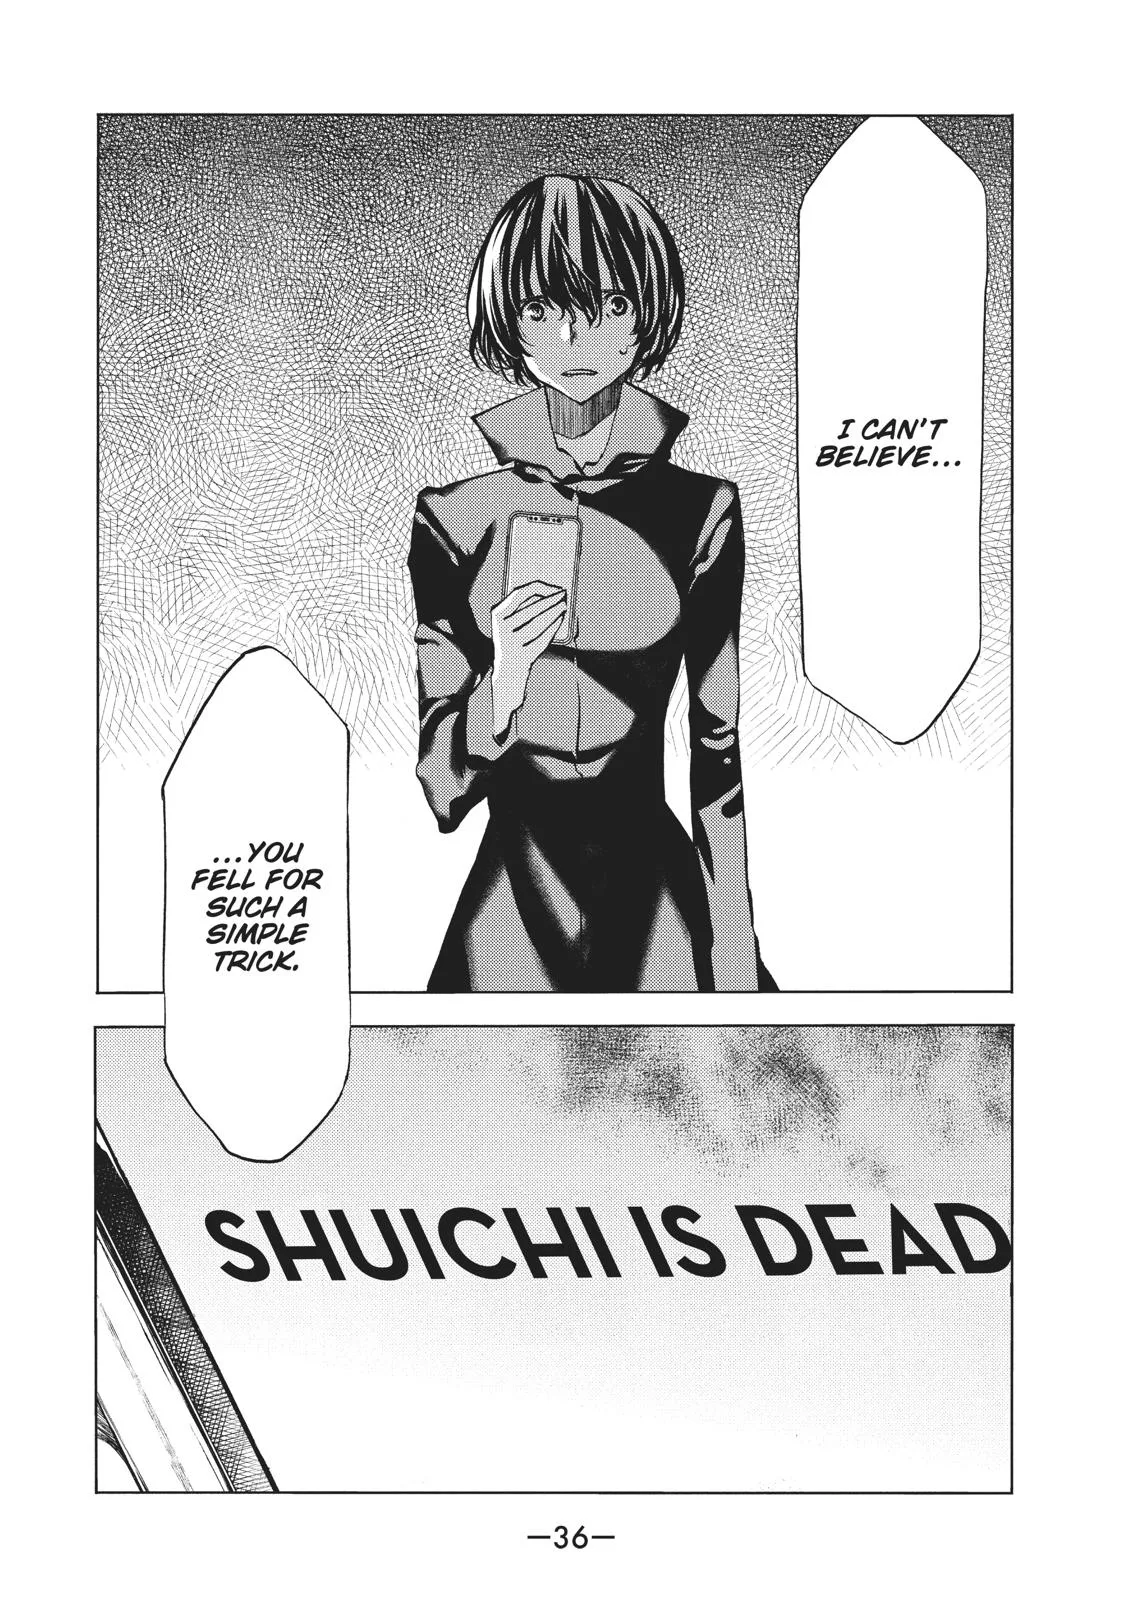 I CAN'T
BELIEVE...
...YOU
FELL FOR
SUCH A
SIMPLE
TRICK.
SHUICHI IS DEAD
—36—